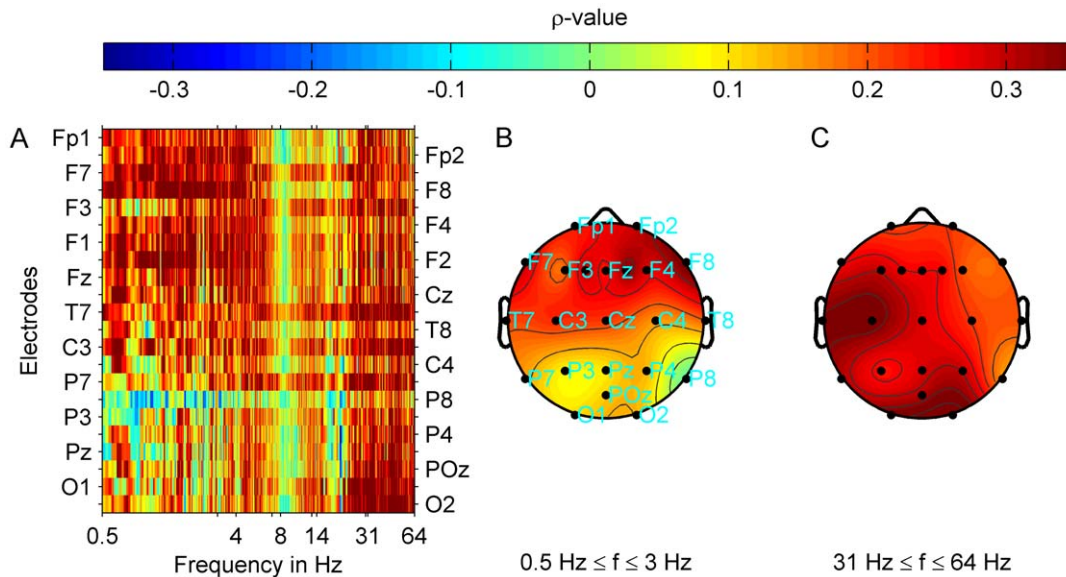 ρ-value
-0.3 -0.2 -0.1 0 0.1 0.2 0.3
A
B
C
Electrodes
Fp1
Fp2
F7
F8
F3
F4
F1
F2
Fz
Cz
T7
T8
C3
C4
P7
P8
P3
P4
Pz
POz
O1
O2
0.5 4 8 14 31 64
Frequency in Hz
Fp1 Fp2
F7 F3 Fz F4 F8
T7 C3 Cz C4 T8
P7 P3 Pz P4 P8
POz
O1 O2
0.5 Hz ≤ f ≤ 3 Hz
31 Hz ≤ f ≤ 64 Hz